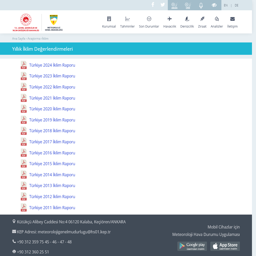 Kurumsal
Tahminler
Son Durumlar
Havacılık
Denizcilik
Ziraat
Analizler
İletişim
Yıllık İklim Değerlendirmeleri
Türkiye 2024 İklim Raporu
Türkiye 2023 İklim Raporu
Türkiye 2022 İklim Raporu
Türkiye 2021 İklim Raporu
Türkiye 2020 İklim Raporu
Türkiye 2019 İklim Raporu
Türkiye 2018 İklim Raporu
Türkiye 2017 İklim Raporu
Türkiye 2016 İklim Raporu
Türkiye 2015 İklim Raporu
Türkiye 2014 İklim Raporu
Türkiye 2013 İklim Raporu
Türkiye 2012 İklim Raporu
Türkiye 2011 İklim Raporu
Kütükçü Alibey Caddesi No:4 06120 Kalaba, Keçiören/ANKARA
KEP Adresi: meteorolojigenelmudurlugu@hs01.kep.tr
+90 312 359 75 45 - 46 - 47 - 48
+90 312 360 25 51
Mobil Cihazlar İçin
Meteoroloji Hava Durumu Uygulaması
Google play
App Store